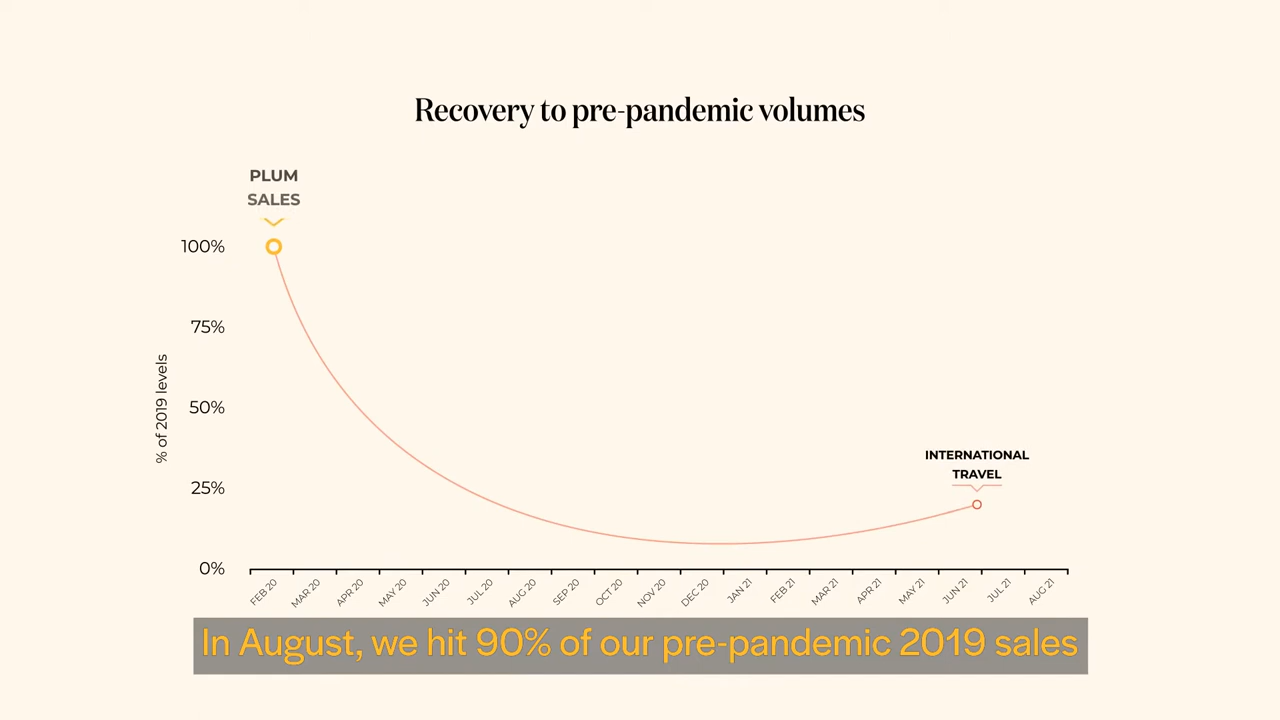 Recovery to pre-pandemic volumes
PLUM
SALES
100%
75%
50%
25%
0%
% of 2019 levels
INTERNATIONAL
TRAVEL
FEB 20
MAR 20
APR 20
MAY 20
JUN 20
JUL 20
AUG 20
SEP 20
OCT 20
NOV 20
DEC 20
JAN 21
FEB 21
MAR 21
APR 21
MAY 21
JUN 21
JUL 21
AUG 21
In August, we hit 90% of our pre-pandemic 2019 sales